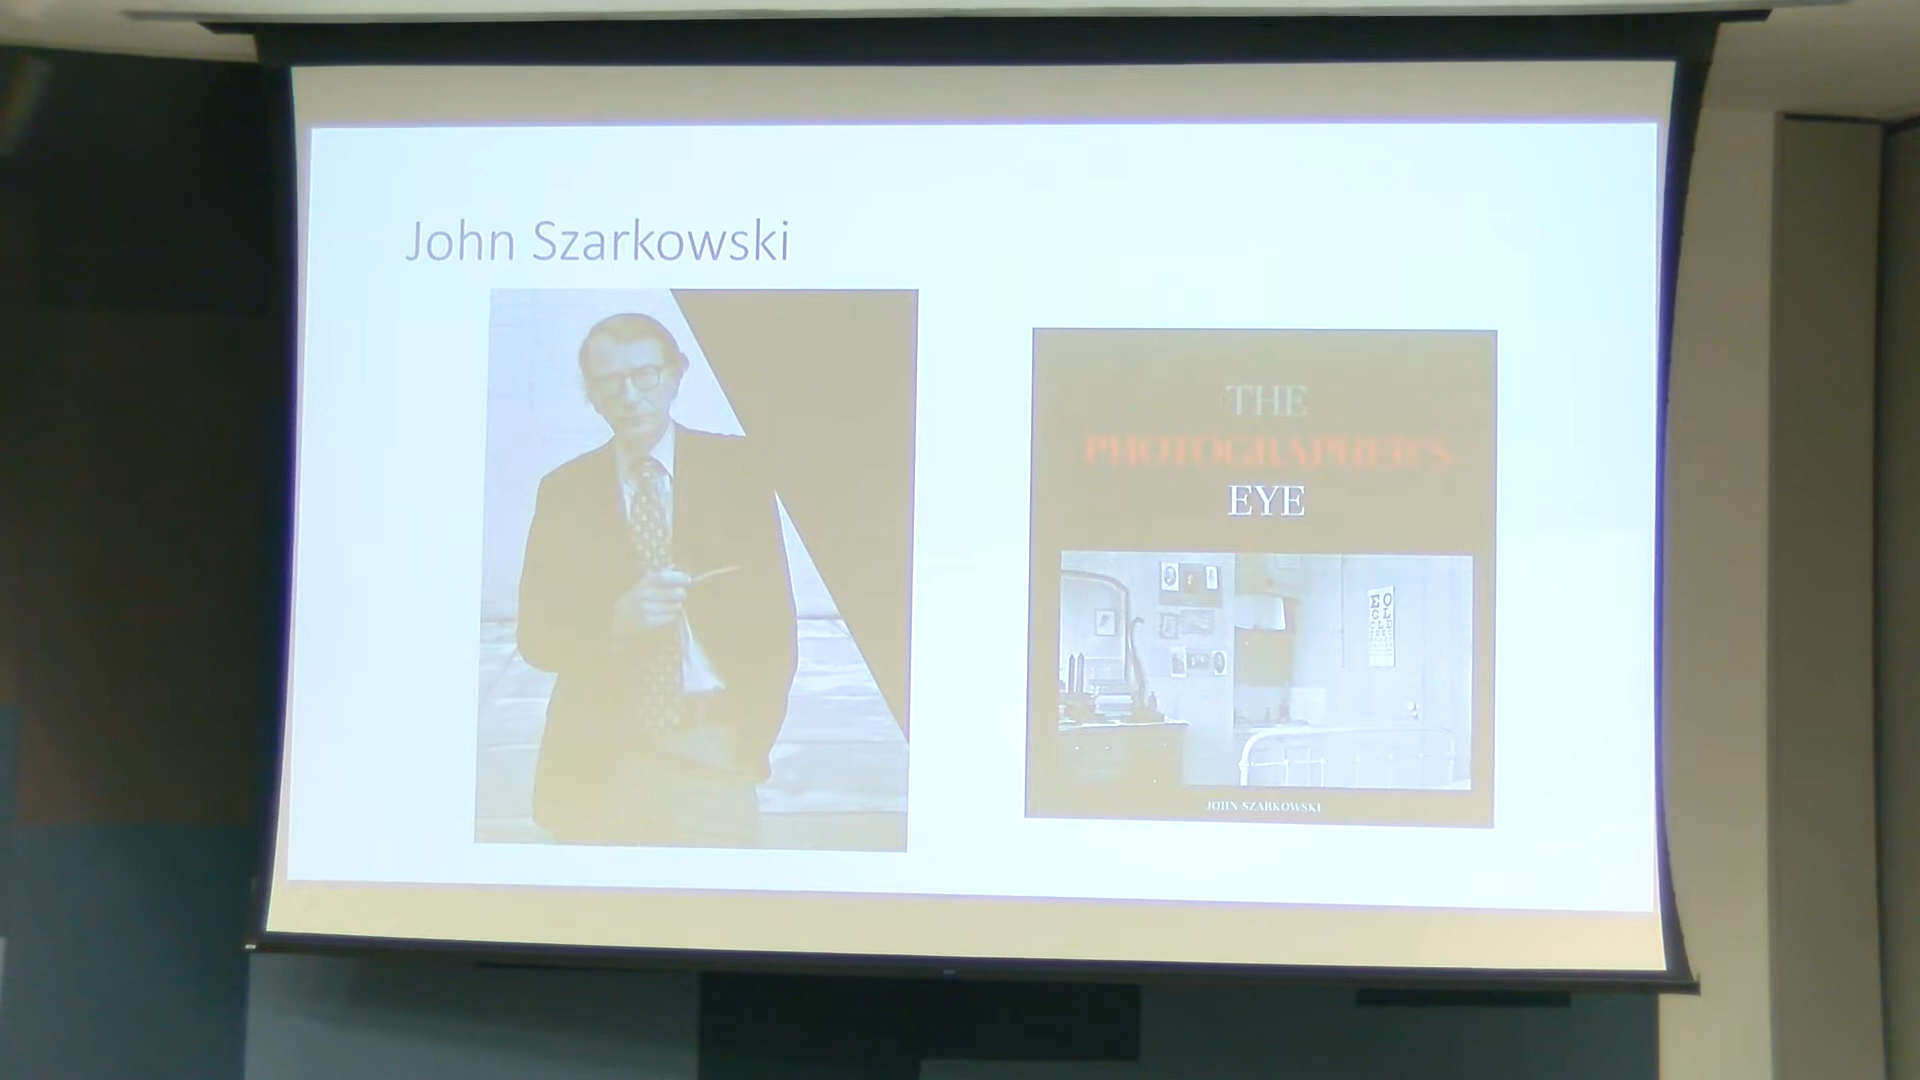 John Szarkowski
THE
PHOTOGRAPHER'S
EYE
E O
JOHN SZARKOWSKI